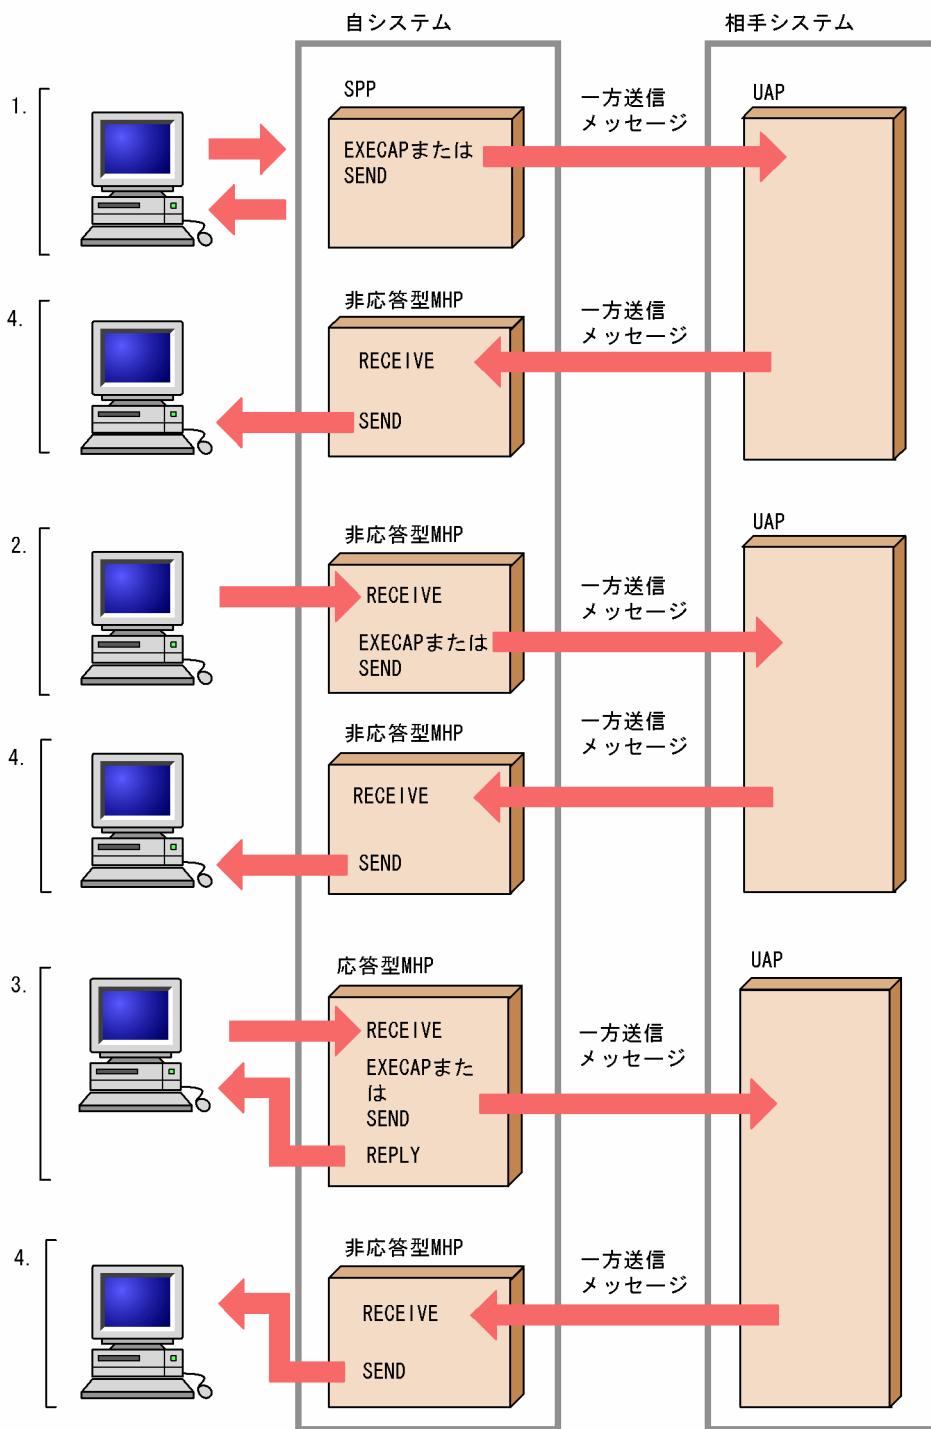 自システム
相手システム
1.
SPP
EXECAPまたは
SEND
一方送信
メッセージ
UAP
4.
非応答型MHP
RECEIVE
SEND
一方送信
メッセージ
2.
非応答型MHP
RECEIVE
EXECAPまたは
SEND
一方送信
メッセージ
UAP
4.
非応答型MHP
RECEIVE
SEND
一方送信
メッセージ
3.
応答型MHP
RECEIVE
EXECAPまた
は
SEND
REPLY
一方送信
メッセージ
UAP
4.
非応答型MHP
RECEIVE
SEND
一方送信
メッセージ